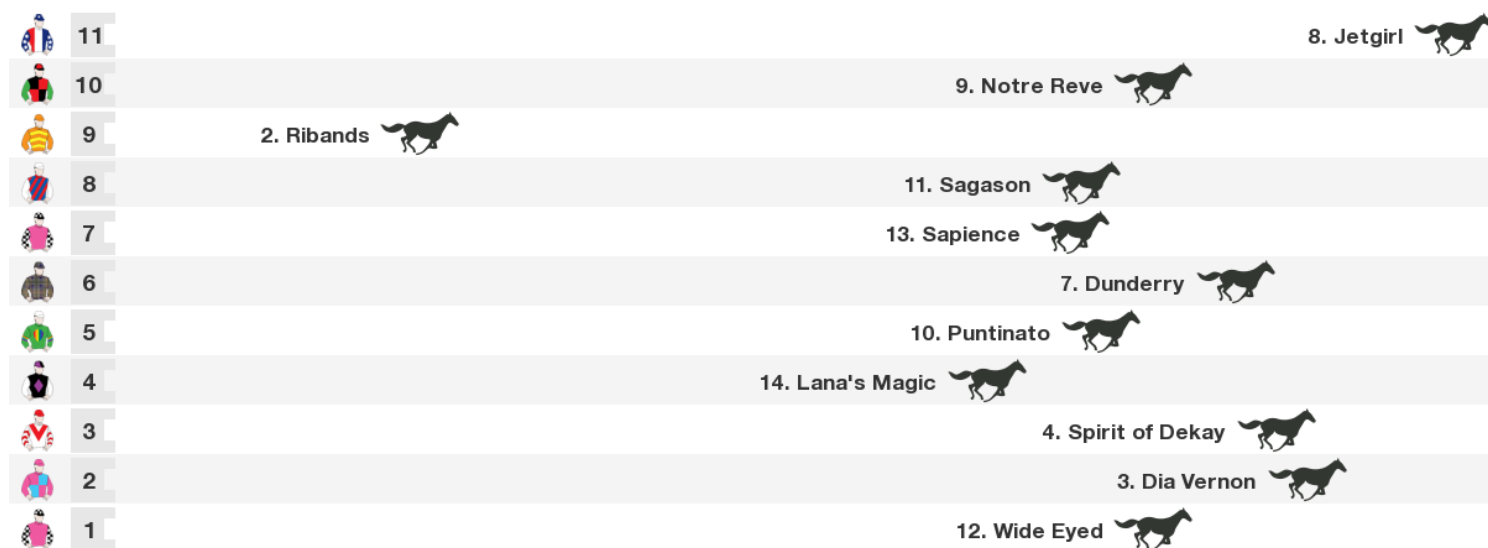 11 8. Jetgirl
10 9. Notre Reve
9 2. Ribands
8 11. Sagason
7 13. Sapience
6 7. Dunderry
5 10. Puntinato
4 14. Lana's Magic
3 4. Spirit of Dekay
2 3. Dia Vernon
1 12. Wide Eyed